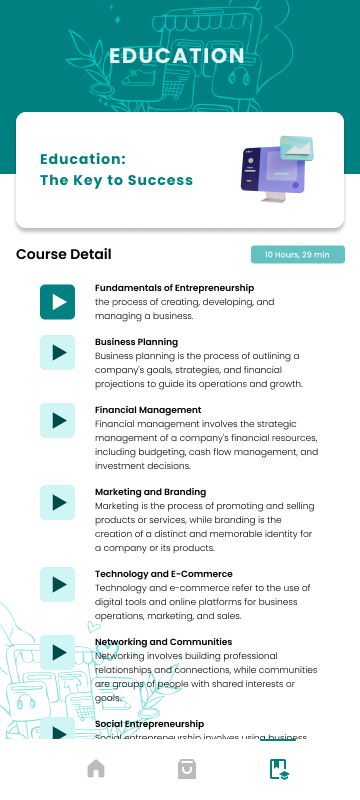 EDUCATION
Education:
The Key to Success
Course Detail
10 Hours, 29 min
Fundamentals of Entrepreneurship
the process of creating, developing, and
managing a business.
Business Planning
Business planning is the process of outlining a
company's goals, strategies, and financial
projections to guide its operations and growth.
Financial Management
Financial management involves the strategic
management of a company's financial resources,
including budgeting, cash flow management, and
investment decisions.
Marketing and Branding
Marketing is the process of promoting and selling
products or services, while branding is the
creation of a distinct and memorable identity for
a company or its products.
Technology and E-Commerce
Technology and e-commerce refer to the use of
digital tools and online platforms for business
operations, marketing, and sales.
Networking and Communities
Networking involves building professional
relationships and connections, while communities
are groups of people with shared interests or
goals.
Social Entrepreneurship
Social entrepreneurship involves using business